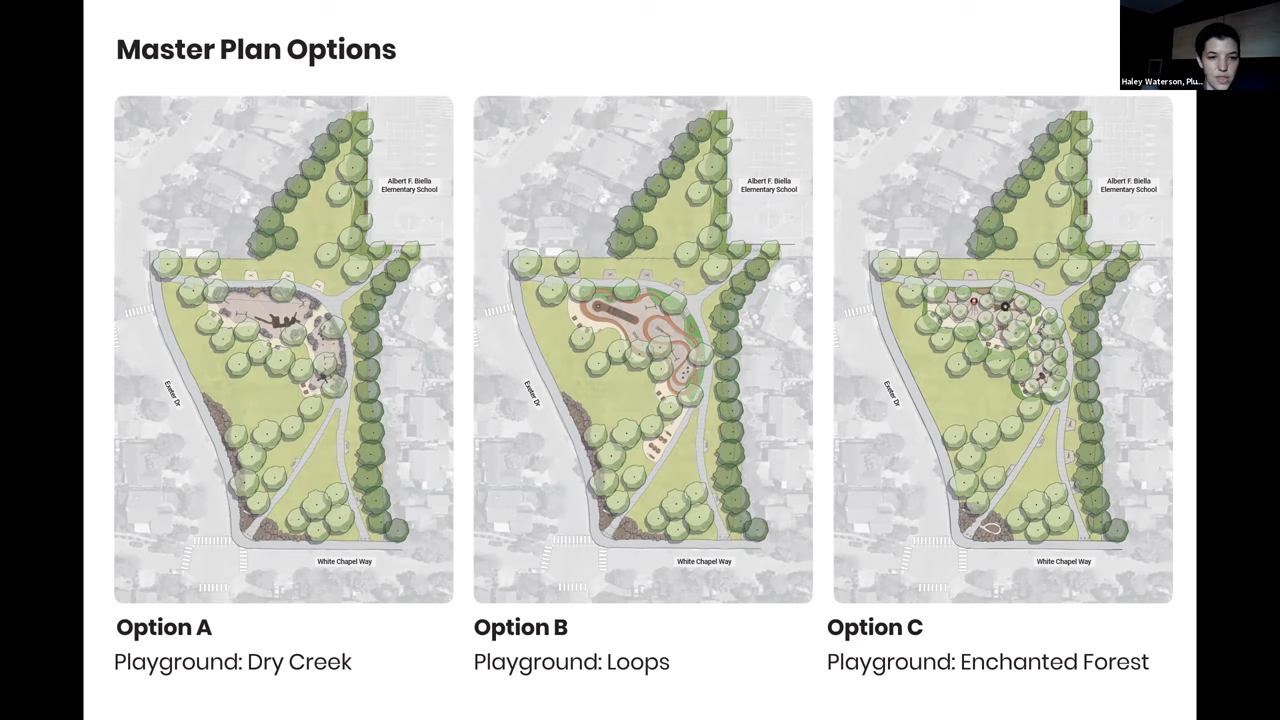 Master Plan Options
Haley Waterson, Plu...
Albert F. Biella
Elementary School
Exeter Dr
White Chapel Way
Albert F. Biella
Elementary School
Exeter Dr
White Chapel Way
Albert F. Biella
Elementary School
Exeter Dr
White Chapel Way
Option A
Playground: Dry Creek
Option B
Playground: Loops
Option C
Playground: Enchanted Forest